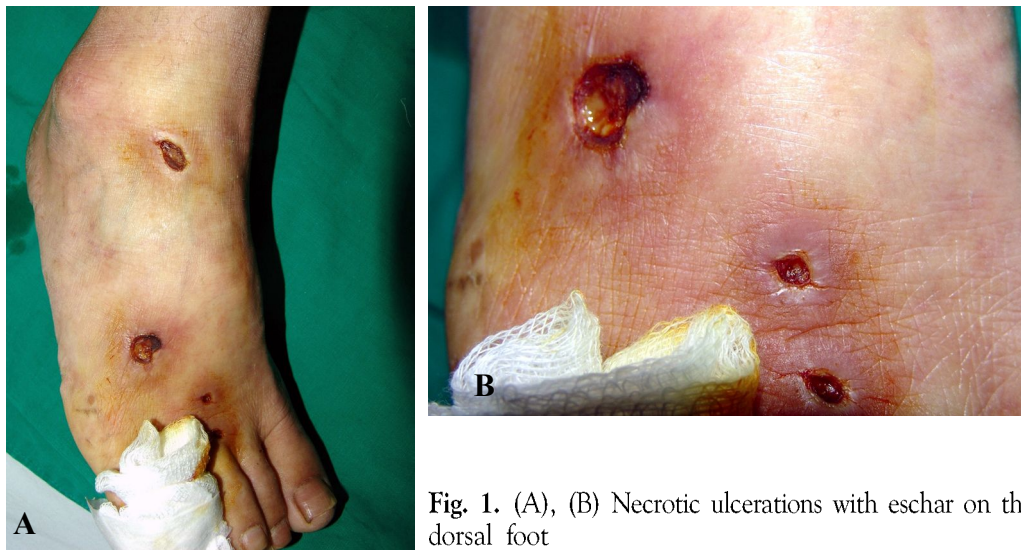 A
B
Fig. 1. (A), (B) Necrotic ulcerations with eschar on th
dorsal foot